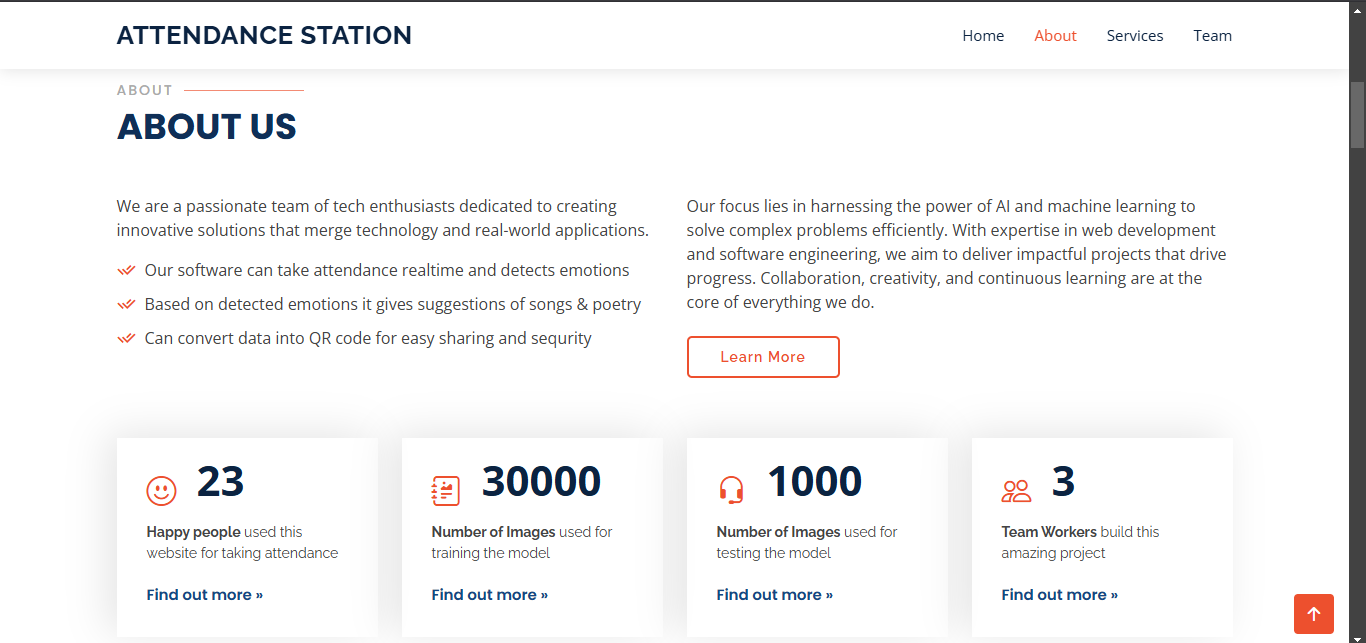 ATTENDANCE STATION
Home About Services Team
ABOUT
ABOUT US
We are a passionate team of tech enthusiasts dedicated to creating
innovative solutions that merge technology and real-world applications.
Our software can take attendance realtime and detects emotions
Based on detected emotions it gives suggestions of songs & poetry
Can convert data into QR code for easy sharing and sequrity
Our focus lies in harnessing the power of AI and machine learning to
solve complex problems efficiently. With expertise in web development
and software engineering, we aim to deliver impactful projects that drive
progress. Collaboration, creativity, and continuous learning are at the
core of everything we do.
Learn More
23
Happy people used this
website for taking attendance
Find out more »
30000
Number of Images used for
training the model
Find out more »
1000
Number of Images used for
testing the model
Find out more »
3
Team Workers build this
amazing project
Find out more »